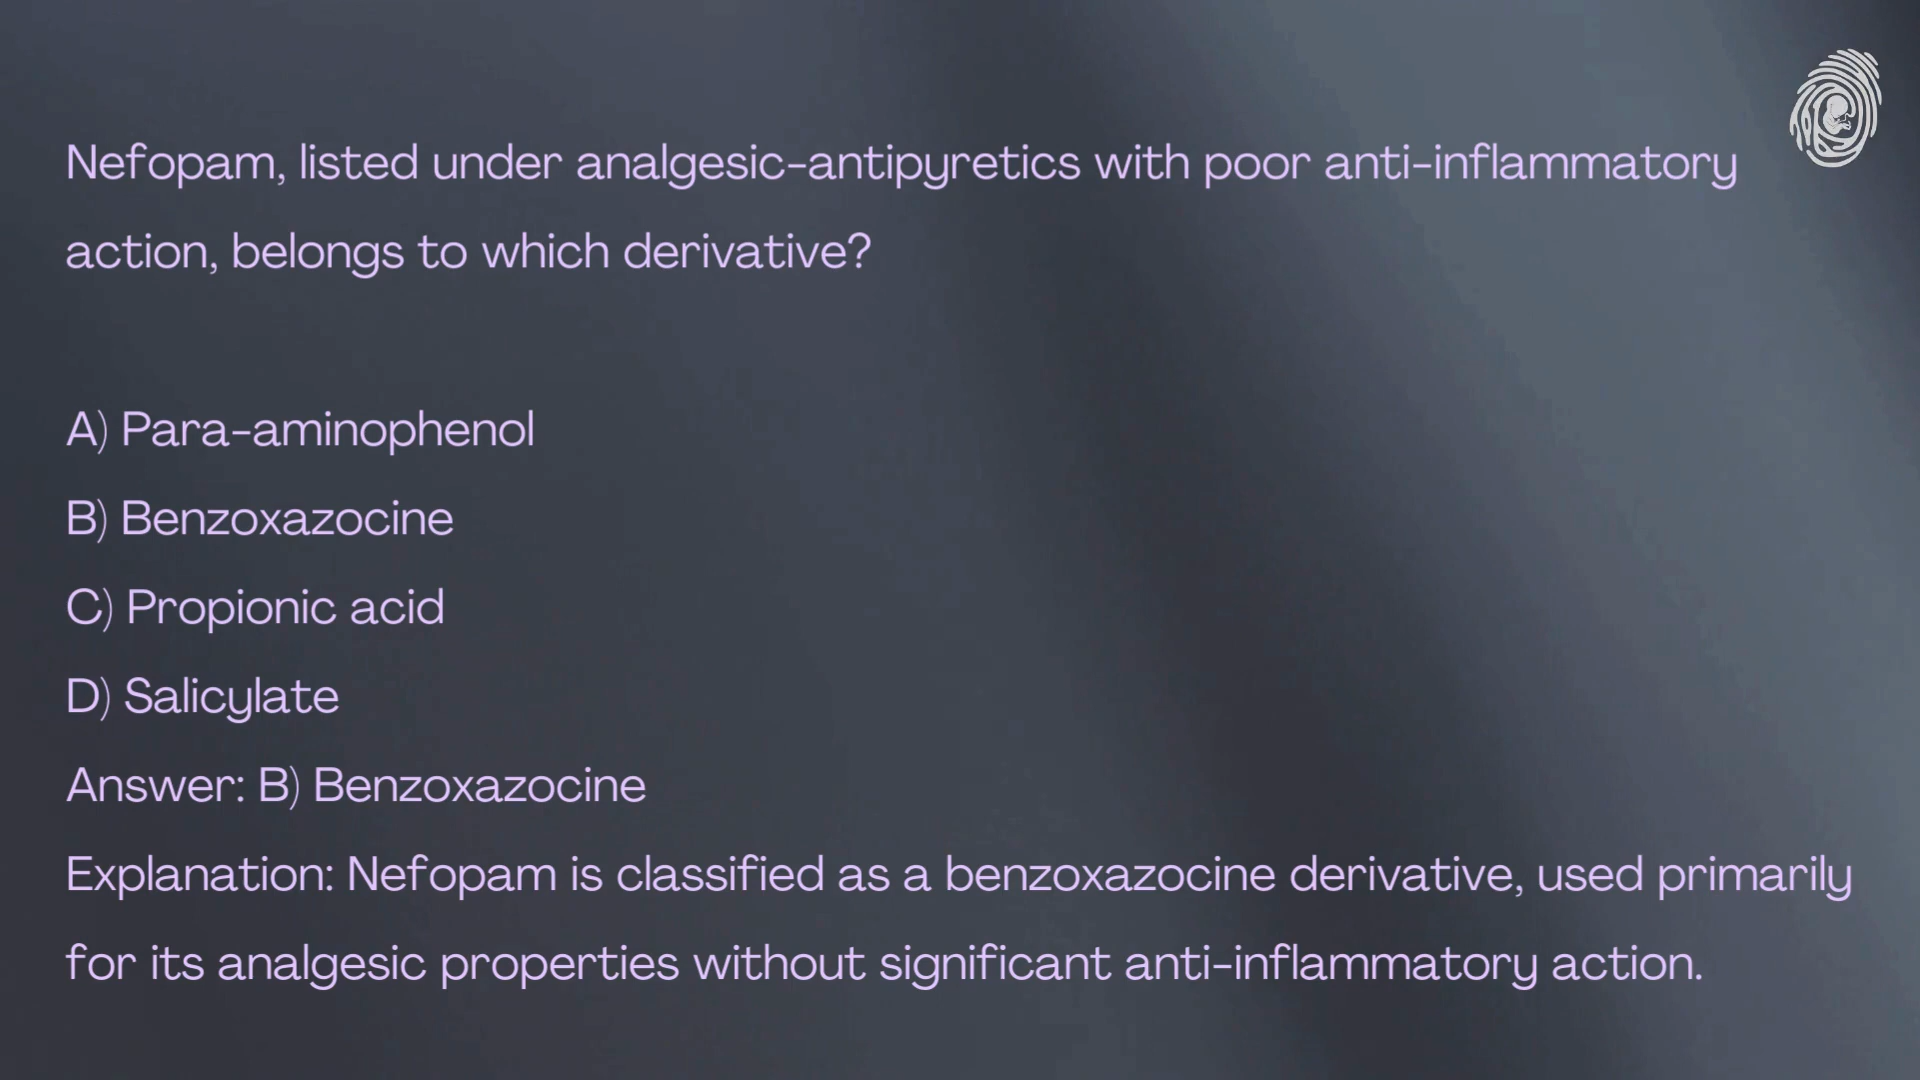 Nefopam, listed under analgesic-antipyretics with poor anti-inflammatory
action, belongs to which derivative?
A) Para-aminophenol
B) Benzoxazocine
C) Propionic acid
D) Salicylate
Answer: B) Benzoxazocine
Explanation: Nefopam is classified as a benzoxazocine derivative, used primarily
for its analgesic properties without significant anti-inflammatory action.